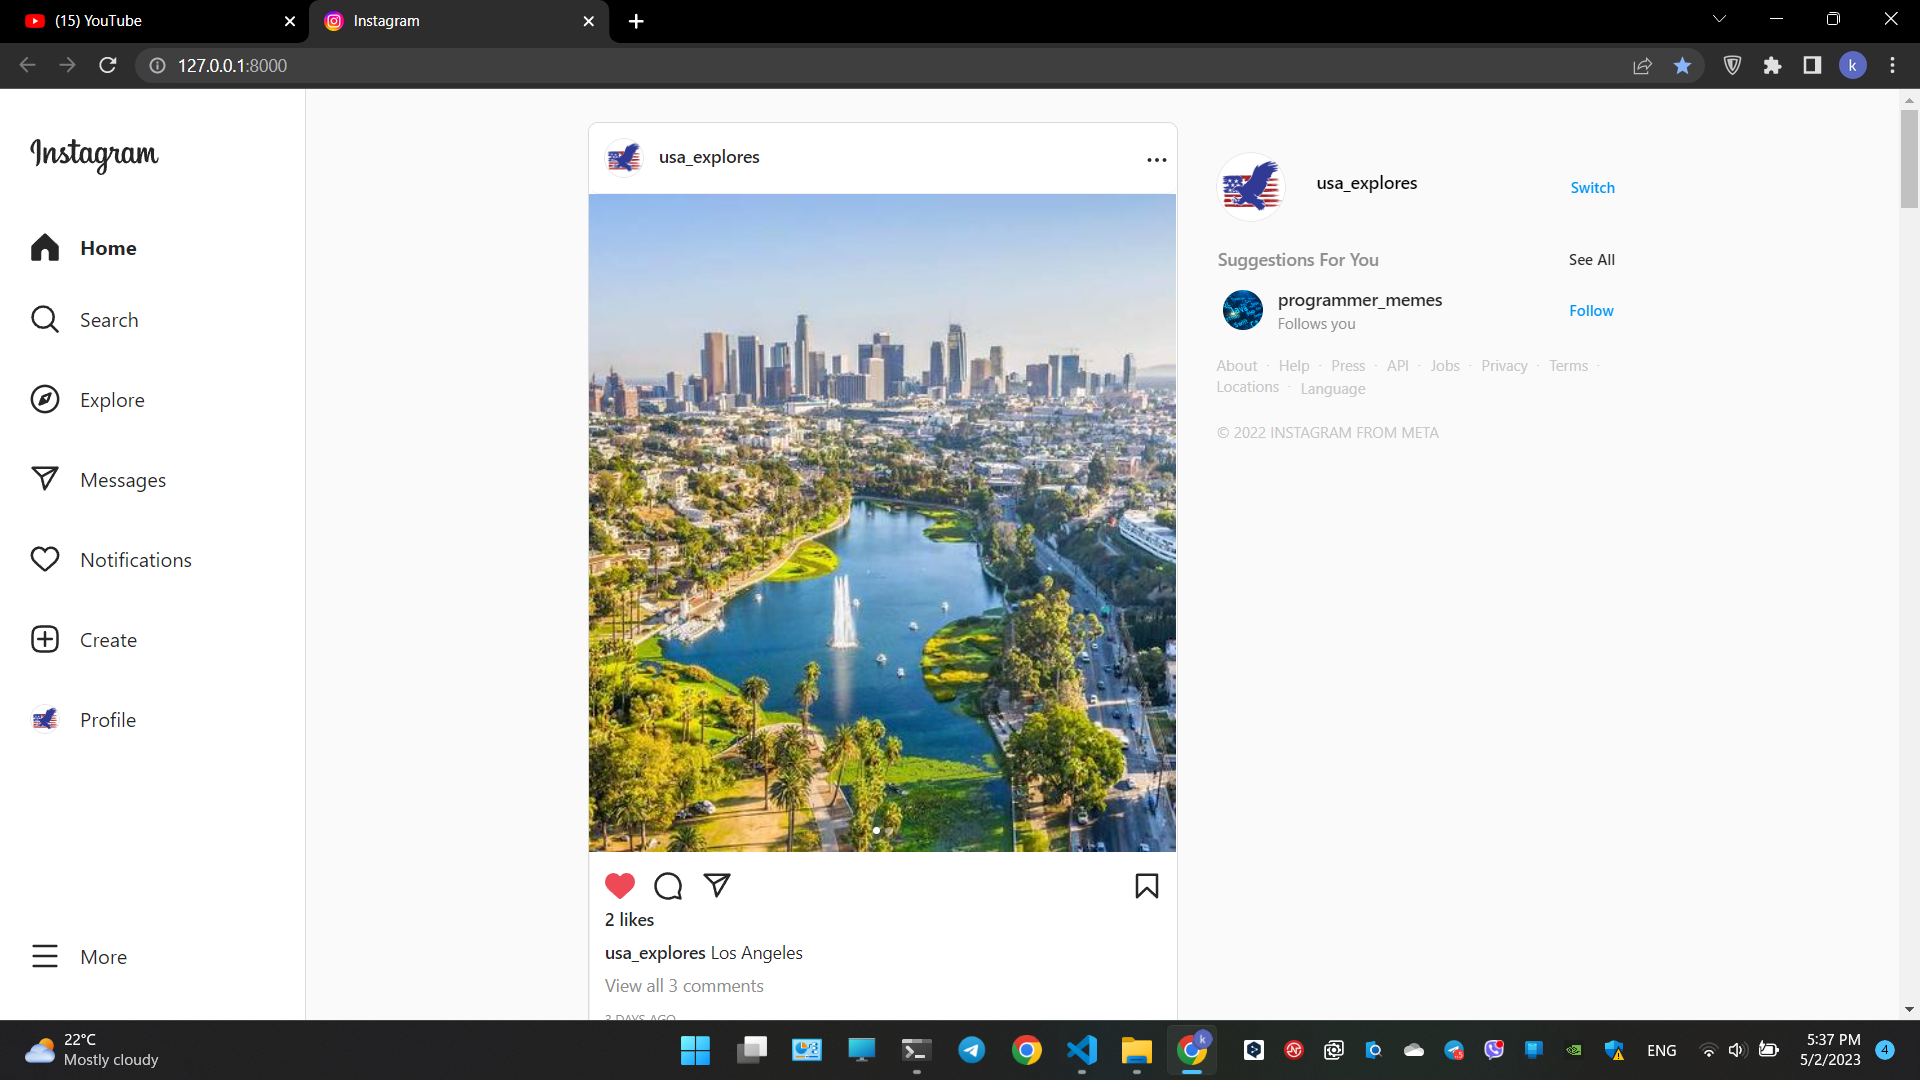 (15) YouTube
Instagram
127.0.0.1:8000
k
Instagram
Home
Search
Explore
Messages
Notifications
Create
Profile
More
usa_explores
2 likes
usa_explores Los Angeles
View all 3 comments
3 DAYS AGO
usa_explores
Switch
Suggestions For You
See All
programmer_memes
Follows you
Follow
About · Help · Press · API · Jobs · Privacy · Terms ·
Locations · Language
© 2022 INSTAGRAM FROM META
22°C
Mostly cloudy
k
ENG
5:37 PM
5/2/2023
4